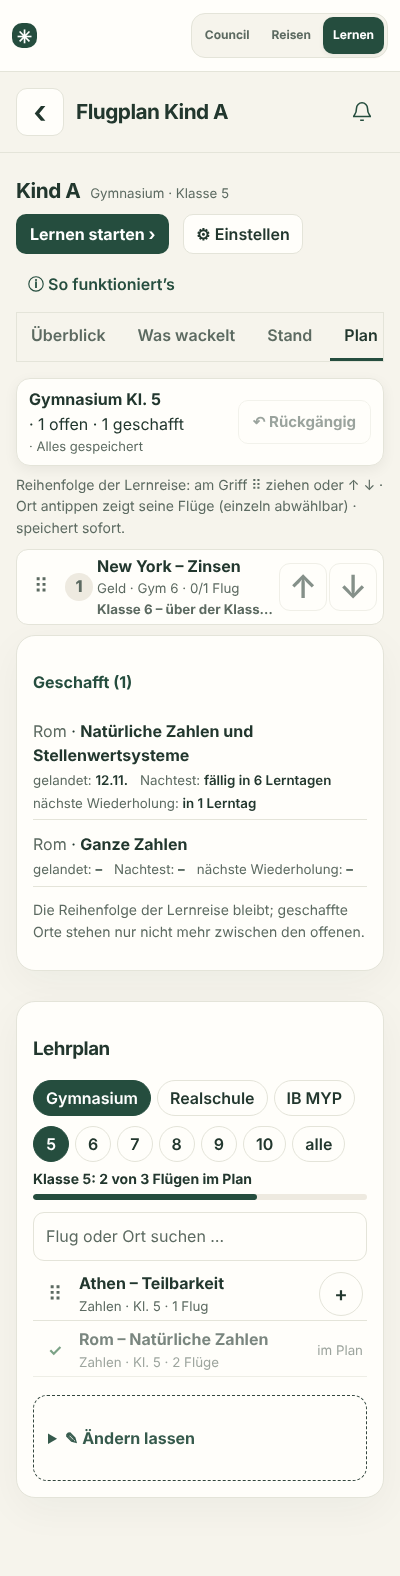 Council Reisen Lernen
‹ Flugplan Kind A
Kind A Gymnasium · Klasse 5
Lernen starten › ⚙ Einstellen
ⓘ So funktioniert’s
Überblick Was wackelt Stand Plan
Gymnasium Kl. 5
· 1 offen · 1 geschafft
· Alles gespeichert
↶ Rückgängig
Reihenfolge der Lernreise: am Griff ⠿ ziehen oder ↑ ↓ ·
Ort antippen zeigt seine Flüge (einzeln abwählbar) ·
speichert sofort.
⠿ 1 New York – Zinsen
Geld · Gym 6 · 0/1 Flug
Klasse 6 – über der Klass…
↑ ↓
Geschafft (1)
Rom · Natürliche Zahlen und
Stellenwertsysteme
gelandet: 12.11. Nachtest: fällig in 6 Lerntagen
nächste Wiederholung: in 1 Lerntag
Rom · Ganze Zahlen
gelandet: – Nachtest: – nächste Wiederholung: –
Die Reihenfolge der Lernreise bleibt; geschaffte
Orte stehen nur nicht mehr zwischen den offenen.
Lehrplan
Gymnasium Realschule IB MYP
5 6 7 8 9 10 alle
Klasse 5: 2 von 3 Flügen im Plan
Flug oder Ort suchen …
⠿ Athen – Teilbarkeit
Zahlen · Kl. 5 · 1 Flug
+
✓ Rom – Natürliche Zahlen
Zahlen · Kl. 5 · 2 Flüge
im Plan
▶ ✎ Ändern lassen